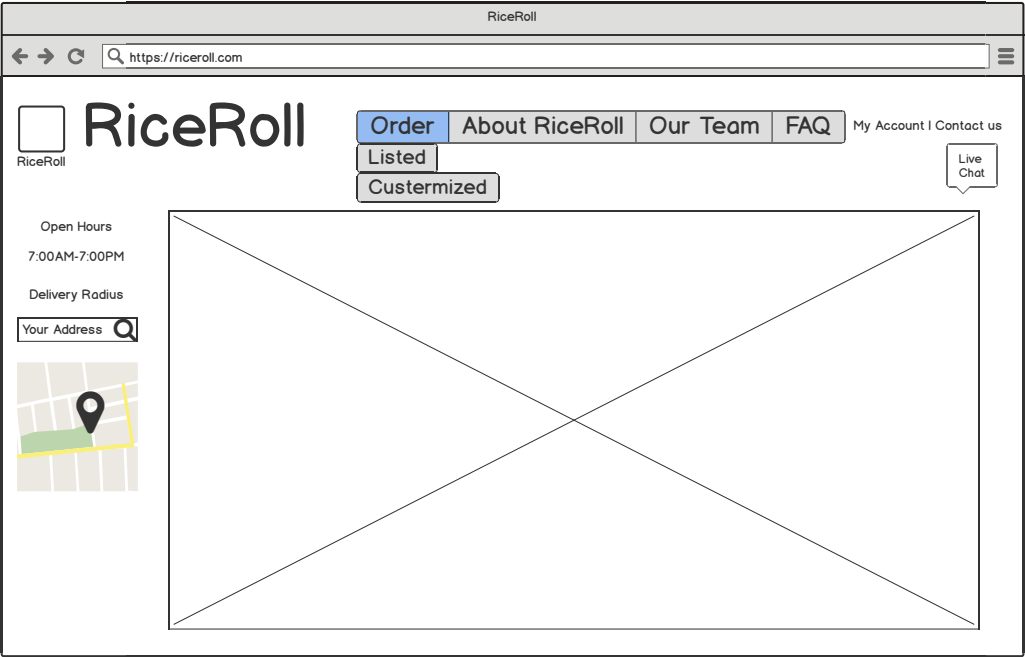 RiceRoll
https://riceroll.com
RiceRoll
RiceRoll
Order About RiceRoll Our Team FAQ
My Account | Contact us
Listed
Custermized
Live
Chat
Open Hours
7:00AM-7:00PM
Delivery Radius
Your Address